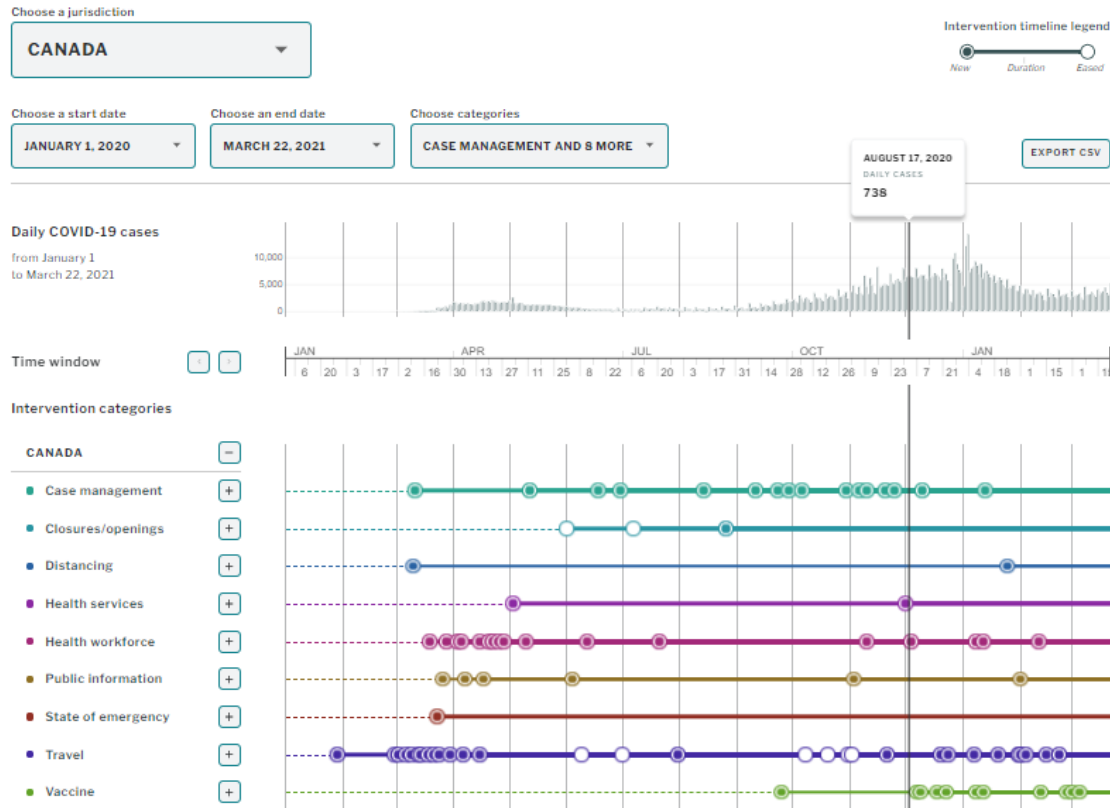 Choose a jurisdiction
CANADA
Intervention timeline legend
New Duration Eased
Choose a start date Choose an end date Choose categories
JANUARY 1, 2020 MARCH 22, 2021 CASE MANAGEMENT AND 8 MORE
EXPORT CSV
AUGUST 17, 2020
DAILY CASES
738
Daily COVID-19 cases
from January 1
to March 22, 2021
10,000
5,000
0
Time window
JAN APR JUL OCT JAN
6 20 3 17 2 16 30 13 27 11 25 8 22 6 20 3 17 31 14 28 12 26 9 23 7 21 4 18 1 15 1
Intervention categories
CANADA
Case management
Closures/openings
Distancing
Health services
Health workforce
Public information
State of emergency
Travel
Vaccine